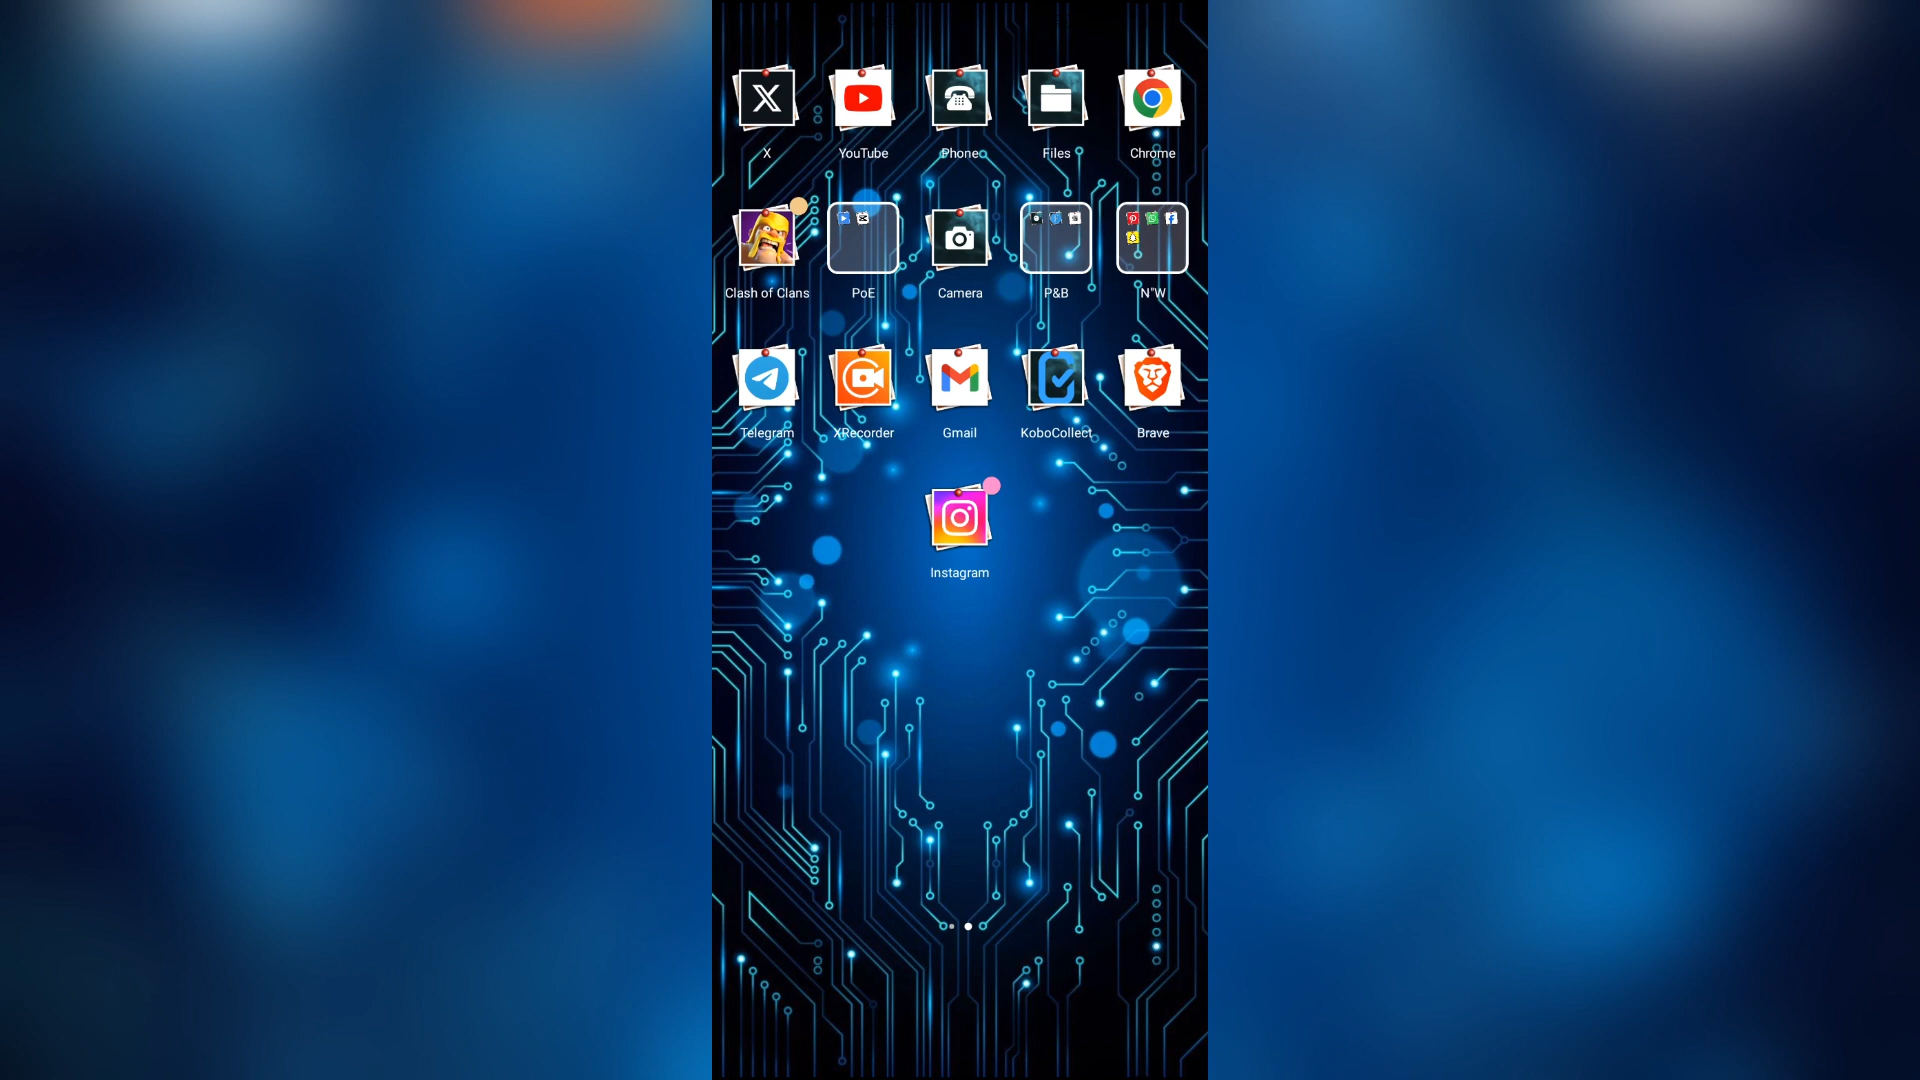 X
YouTube
Phone
Files
Chrome
Clash of Clans
PoE
Camera
P&B
N"W
Telegram
XRecorder
Gmail
KoboCollect
Brave
Instagram